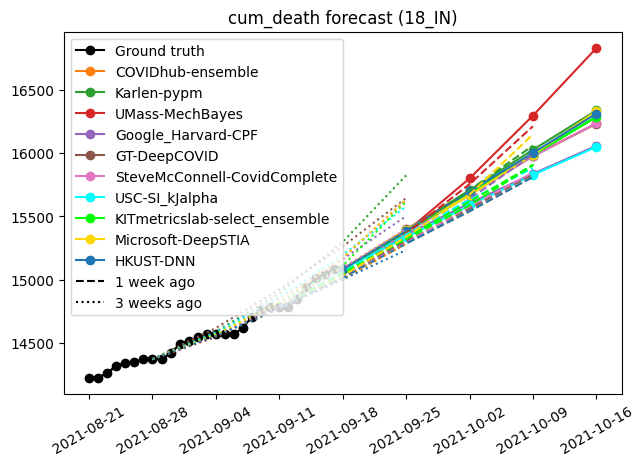 cum_death forecast (18_IN)
Ground truth
COVIDhub-ensemble
Karlen-pypm
UMass-MechBayes
Google_Harvard-CPF
GT-DeepCOVID
SteveMcConnell-CovidComplete
USC-SI_kJalpha
KITmetricslab-select_ensemble
Microsoft-DeepSTIA
HKUST-DNN
1 week ago
3 weeks ago
16500
16000
15500
15000
14500
2021-08-21
2021-08-28
2021-09-04
2021-09-11
2021-09-18
2021-09-25
2021-10-02
2021-10-09
2021-10-16